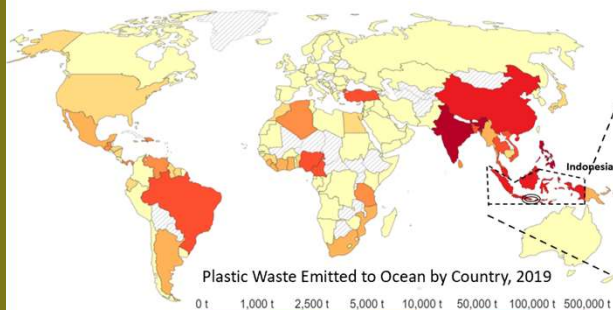 Indonesia
Plastic Waste Emitted to Ocean by Country, 2019
0 t 1,000 t 2,500 t 5,000 t 10,000 t 50,000 t 100,000 t 500,000 t